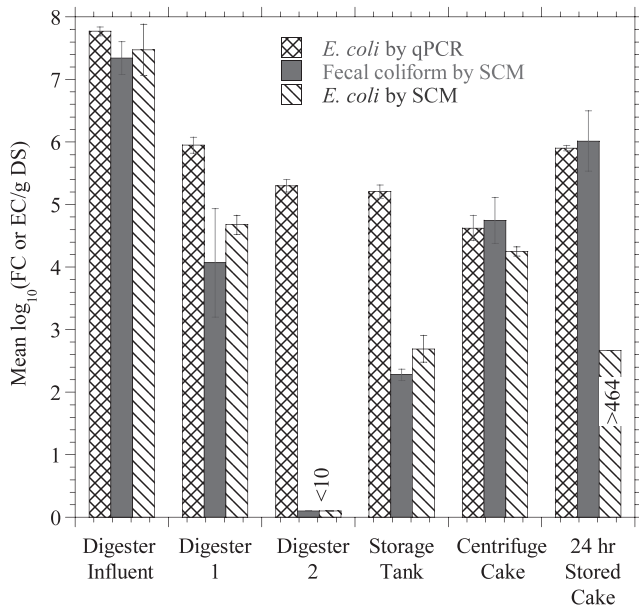 8
7
6
5
4
3
2
1
0
Mean log10(FC or EC/g DS)
E. coli by qPCR
Fecal coliform by SCM
E. coli by SCM
<10
>464
Digester
Influent
Digester
1
Digester
2
Storage
Tank
Centrifuge
Cake
24 hr
Stored
Cake